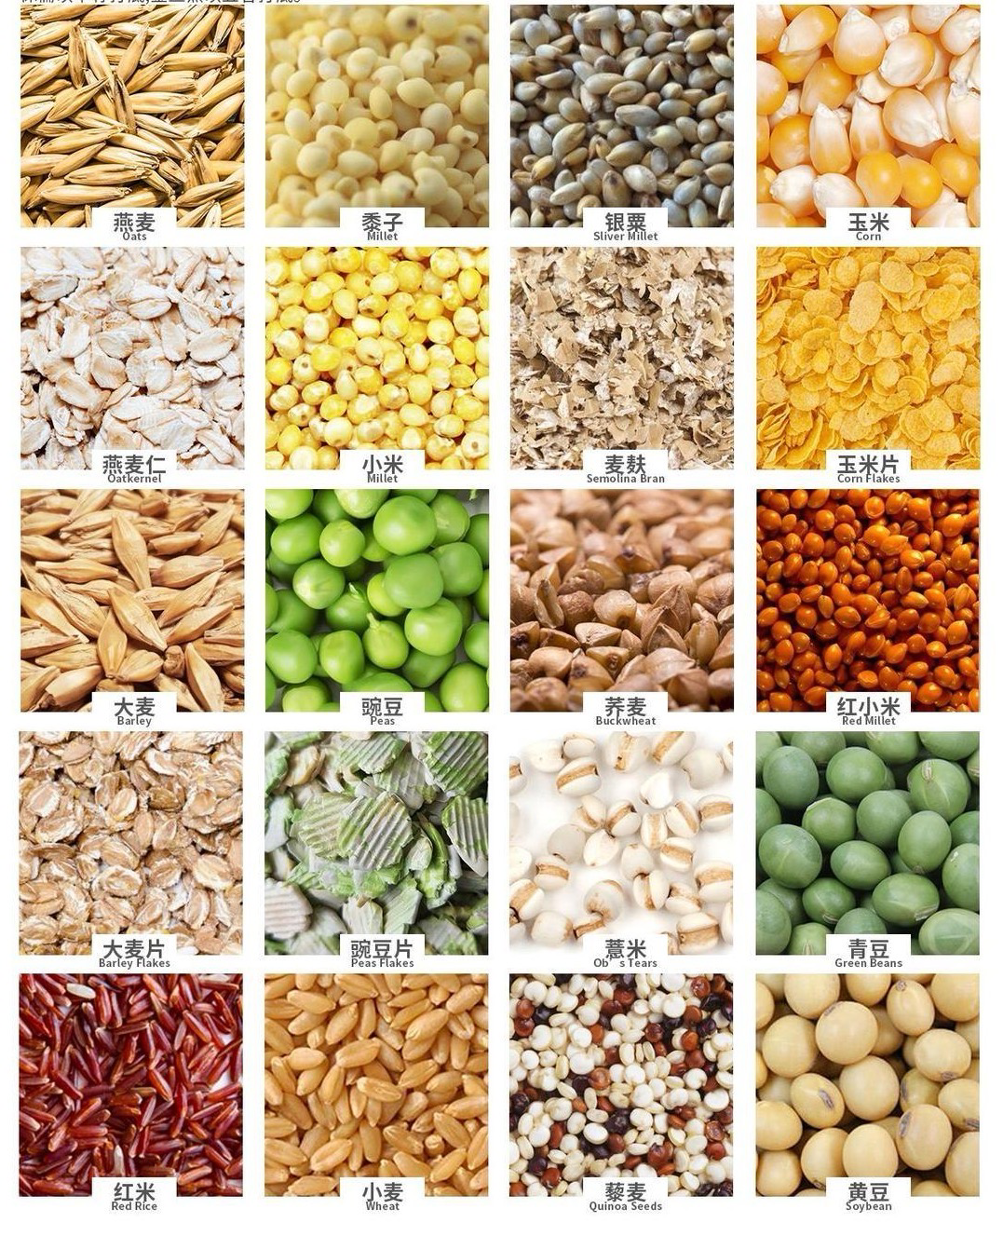 燕麦
Oats
黍子
Millet
银粟
Sliver Millet
玉米
Corn
燕麦仁
Oatkernel
小米
Millet
麦麸
Semolina Bran
玉米片
Corn Flakes
大麦
Barley
豌豆
Peas
荞麦
Buckwheat
红小米
Red Millet
大麦片
Barley Flakes
豌豆片
Peas Flakes
薏米
Ob s Tears
青豆
Green Beans
红米
Red Rice
小麦
Wheat
藜麦
Quinoa Seeds
黄豆
Soybean